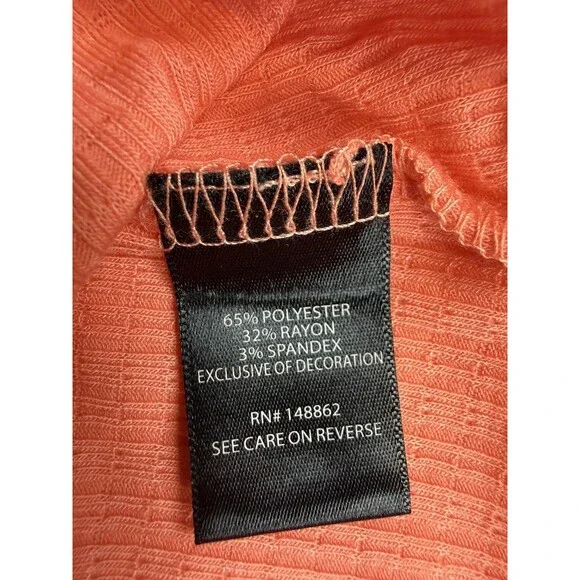 65% POLYESTER
32% RAYON
3% SPANDEX
EXCLUSIVE OF DECORATION
RN# 148862
SEE CARE ON REVERSE